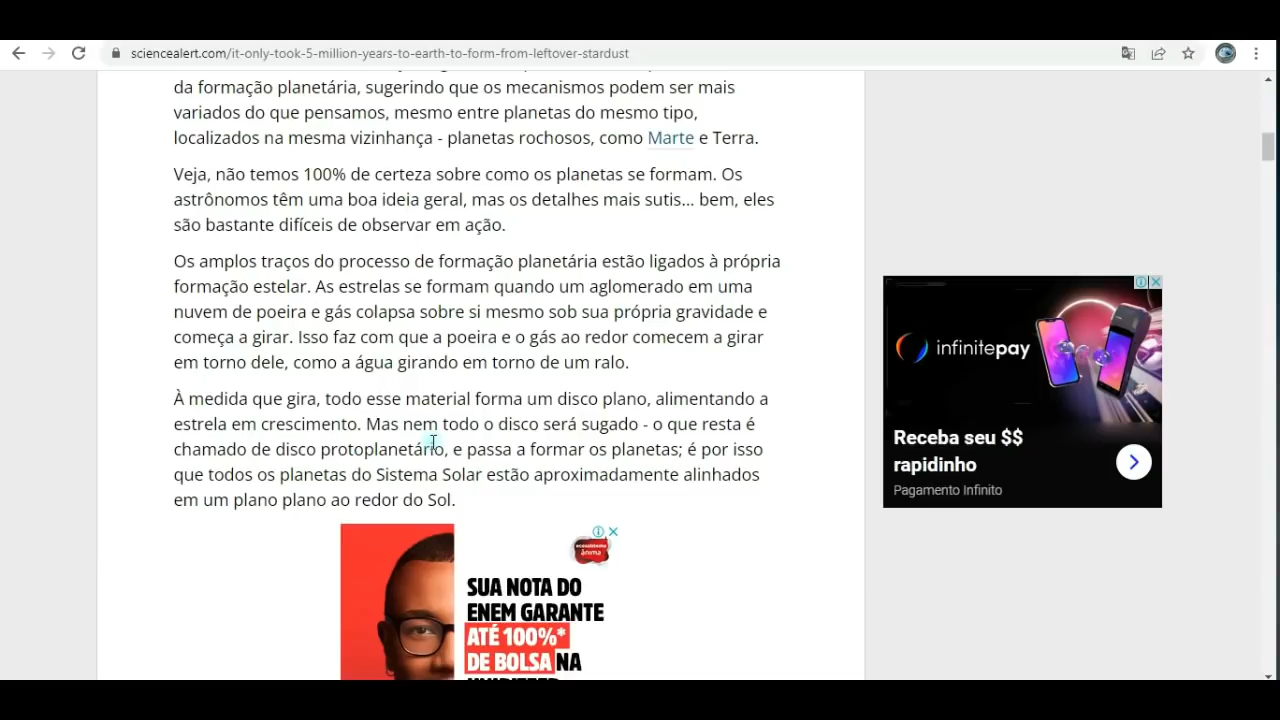 sciencealert.com/it-only-took-5-million-years-to-earth-to-form-from-leftover-stardust
da formação planetária, sugerindo que os mecanismos podem ser mais
variados do que pensamos, mesmo entre planetas do mesmo tipo,
localizados na mesma vizinhança - planetas rochosos, como Marte e Terra.
Veja, não temos 100% de certeza sobre como os planetas se formam. Os
astrônomos têm uma boa ideia geral, mas os detalhes mais sutis... bem, eles
são bastante difíceis de observar em ação.
Os amplos traços do processo de formação planetária estão ligados à própria
formação estelar. As estrelas se formam quando um aglomerado em uma
nuvem de poeira e gás colapsa sobre si mesmo sob sua própria gravidade e
começa a girar. Isso faz com que a poeira e o gás ao redor comecem a girar
em torno dele, como a água girando em torno de um ralo.
À medida que gira, todo esse material forma um disco plano, alimentando a
estrela em crescimento. Mas nem todo o disco será sugado - o que resta é
chamado de disco protoplanetário, e passa a formar os planetas; é por isso
que todos os planetas do Sistema Solar estão aproximadamente alinhados
em um plano plano ao redor do Sol.
infinitepay
Receba seu $$
rapidinho
Pagamento Infinito
ânima
SUA NOTA DO
ENEM GARANTE
ATÉ 100%*
DE BOLSA NA